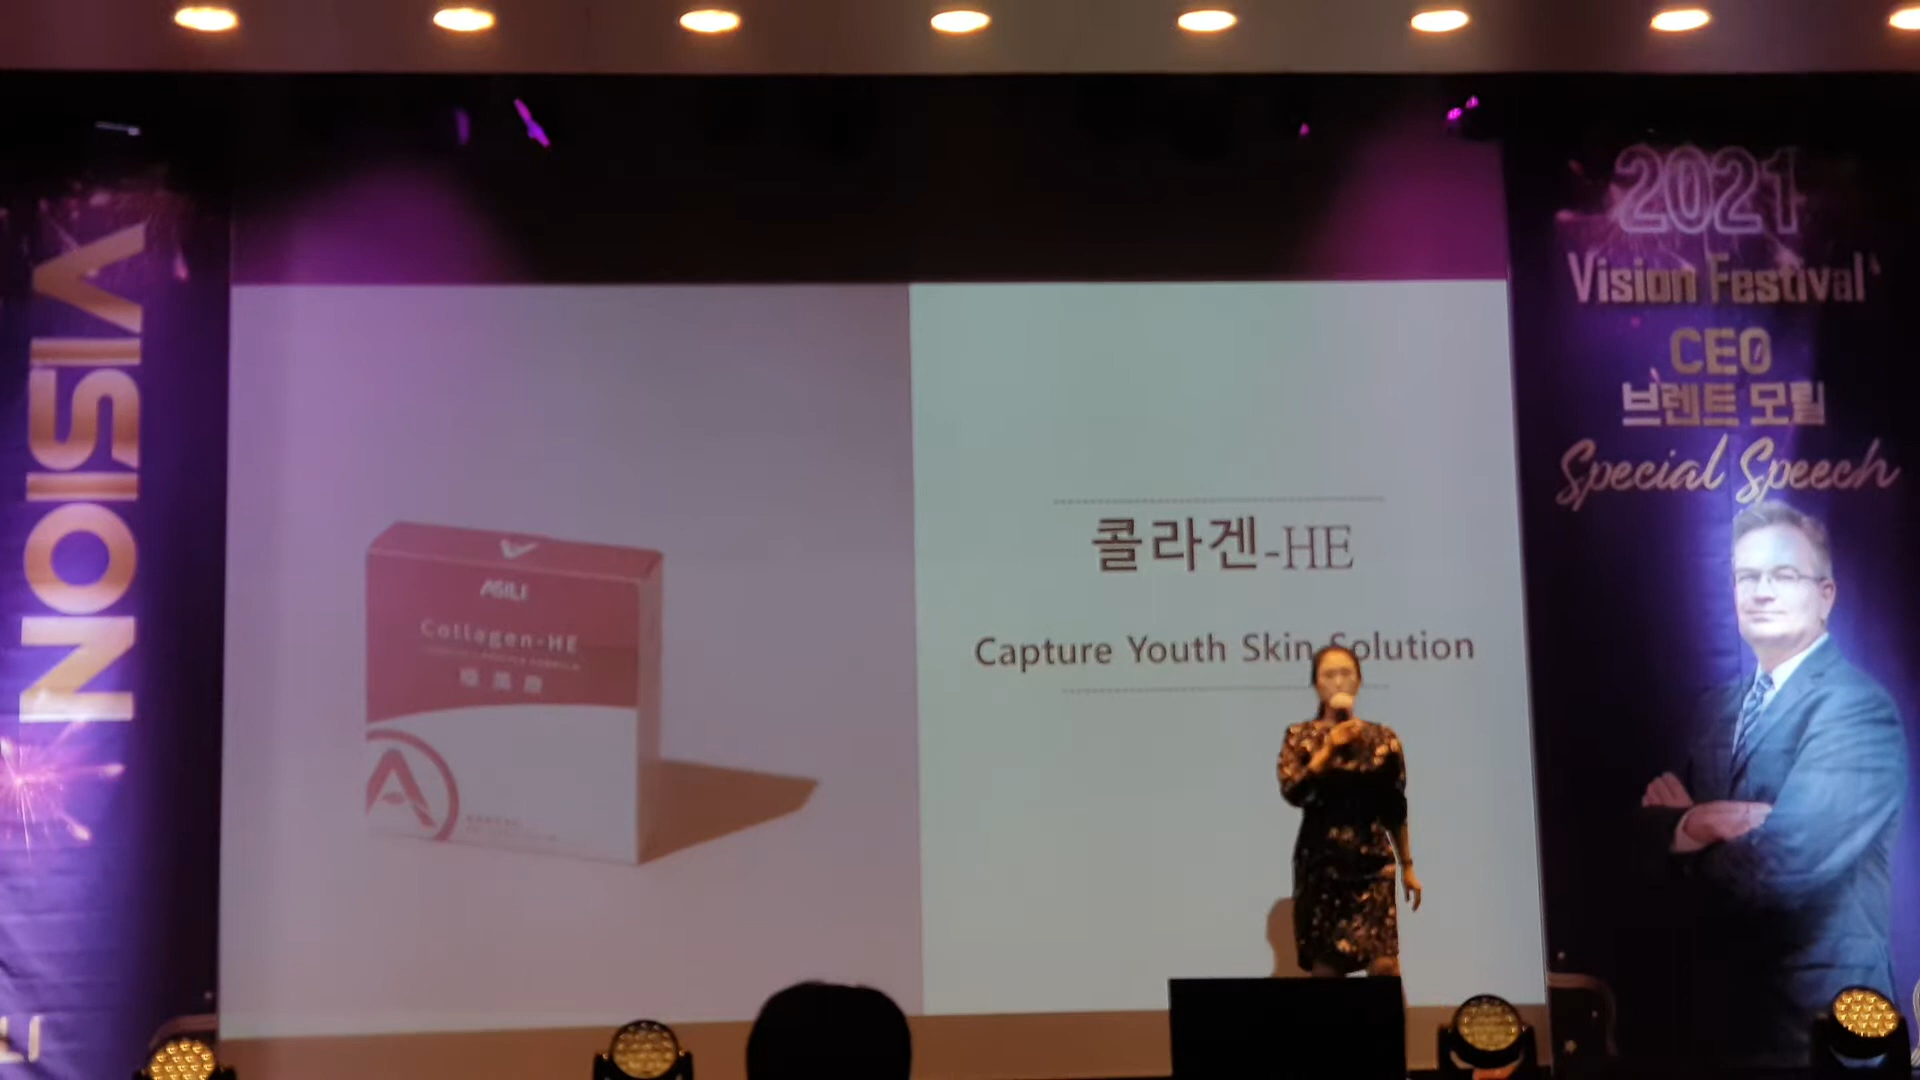 VISION
AGILE
Collagen-HE
콜라겐-HE
Capture Youth Skin Solution
2021
Vision Festival
CEO
브렌트 모릴
Special Speech